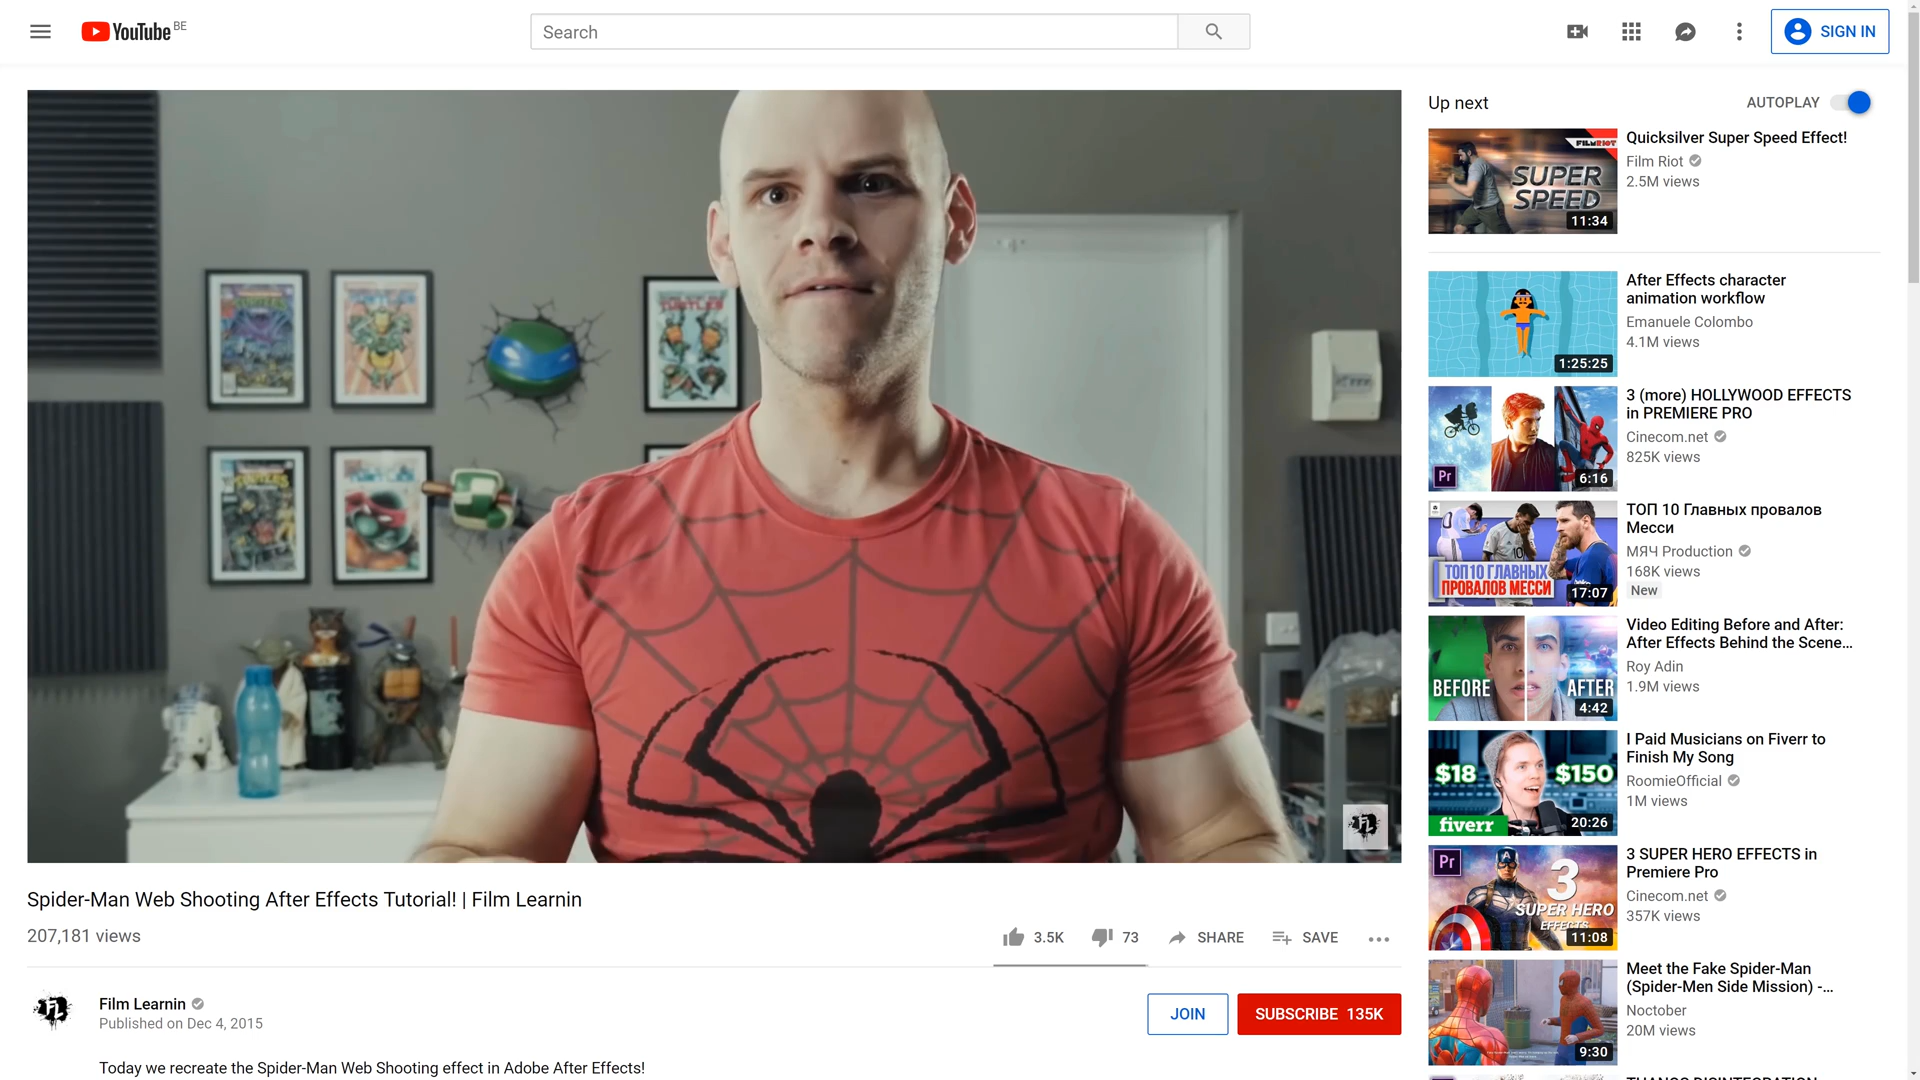 YouTube BE
Search
SIGN IN
Up next
AUTOPLAY
FILMRIOT
SUPER
SPEED
11:34
Quicksilver Super Speed Effect!
Film Riot
2.5M views
1:25:25
After Effects character
animation workflow
Emanuele Colombo
4.1M views
Pr
6:16
3 (more) HOLLYWOOD EFFECTS
in PREMIERE PRO
Cinecom.net
825K views
10
ТОП 10 ГЛАВНЫХ
ПРОВАЛОВ МЕССИ
17:07
ТОП 10 Главных провалов
Месси
МЯЧ Production
168K views
New
BEFORE
AFTER
4:42
Video Editing Before and After:
After Effects Behind the Scene...
Roy Adin
1.9M views
$18
$150
fiverr
20:26
I Paid Musicians on Fiverr to
Finish My Song
RoomieOfficial
1M views
Pr
3
SUPER HERO
EFFECTS
11:08
3 SUPER HERO EFFECTS in
Premiere Pro
Cinecom.net
357K views
9:30
Meet the Fake Spider-Man
(Spider-Men Side Mission) -...
Noctober
20M views
THANOS DISINTEGRATION
TURTLES
FL
Spider-Man Web Shooting After Effects Tutorial! | Film Learnin
207,181 views
3.5K
73
SHARE
SAVE
FL
Film Learnin
Published on Dec 4, 2015
JOIN
SUBSCRIBE 135K
Today we recreate the Spider-Man Web Shooting effect in Adobe After Effects!